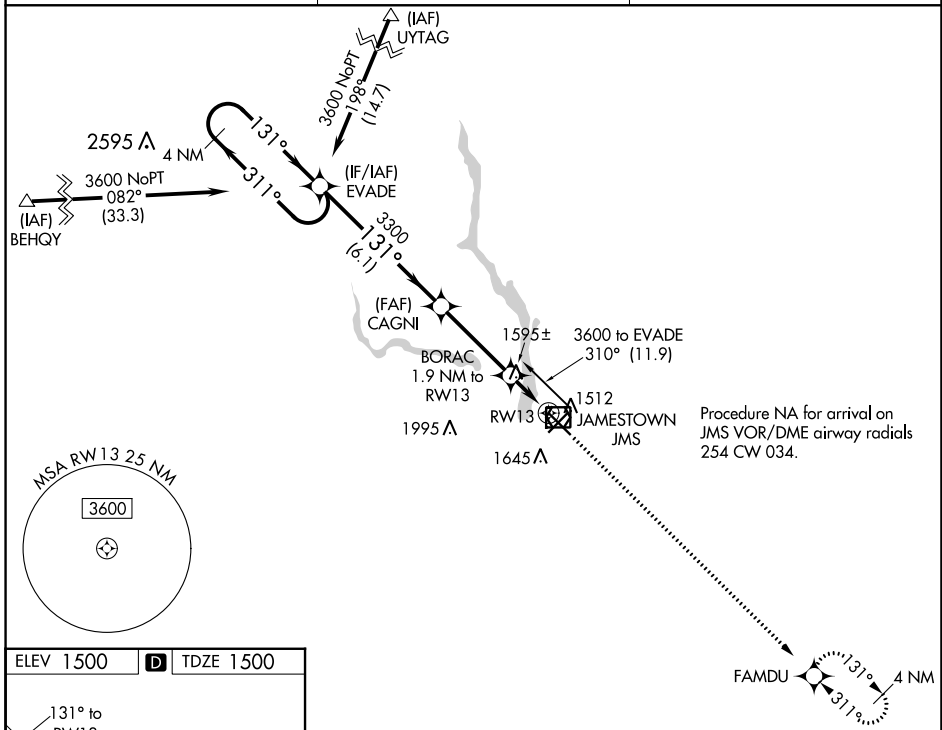 (IAF)
UYTAG
3600 NoPT
198°
(14.7)
2595
4 NM
131°
311°
(IF/IAF)
EVADE
3600 NoPT
082°
(33.3)
(IAF)
BEHQY
3300
131°
(6.1)
(FAF)
CAGNI
1595±
3600 to EVADE
310° (11.9)
BORAC
1.9 NM to
RW13
1512
RW13
JAMESTOWN
JMS
1995
1645
Procedure NA for arrival on
JMS VOR/DME airway radials
254 CW 034.
MSA RW13 25 NM
3600
FAMDU
131°
4 NM
311°
ELEV 1500
D
TDZE 1500
131° to
RW13